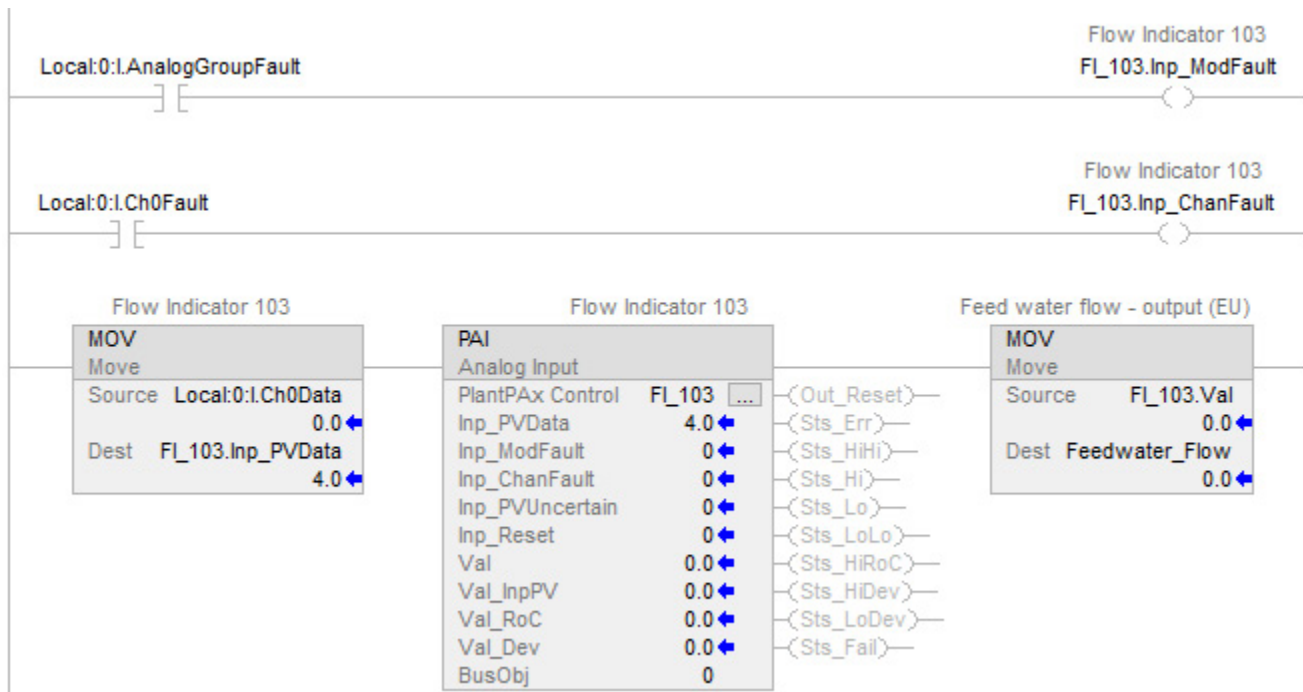 Flow Indicator 103
Local:0:I.AnalogGroupFault FI_103.Inp_ModFault
Flow Indicator 103
Local:0:I.Ch0Fault FI_103.Inp_ChanFault
Flow Indicator 103 Flow Indicator 103 Feed water flow - output (EU)
MOV PAI MOV
Move Analog Input Move
Source Local:0:I.Ch0Data PlantPAx Control FI_103 ... Out_Reset Source FI_103.Val
0.0 Inp_PVData 4.0 Sts_Err 0.0
Dest FI_103.Inp_PVData Inp_ModFault 0 Sts_HiHi Dest Feedwater_Flow
4.0 Inp_ChanFault 0 Sts_Hi 0.0
Inp_PVUncertain 0 Sts_Lo
Inp_Reset 0 Sts_LoLo
Val 0.0 Sts_HiRoC
Val_InpPV 0.0 Sts_HiDev
Val_RoC 0.0 Sts_LoDev
Val_Dev 0.0 Sts_Fail
BusObj 0